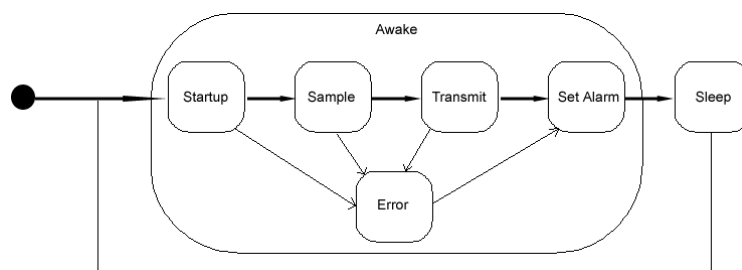 Awake
Startup
Sample
Transmit
Set Alarm
Sleep
Error